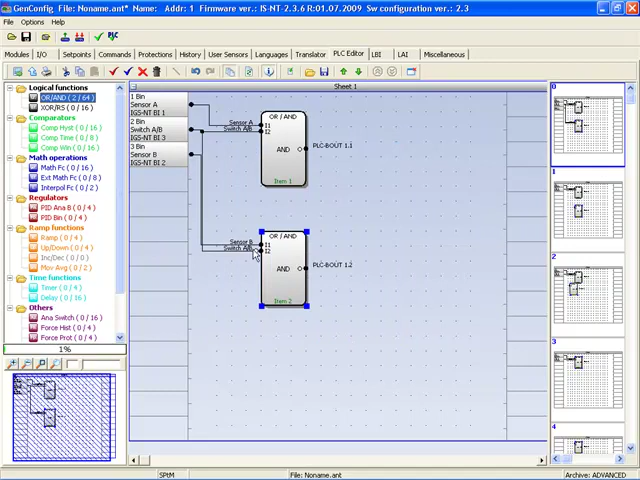 GenConfig File: Noname.ant* Name: Addr: 1 Firmware ver.: IS-NT-2.3.6 R:01.07.2009 Sw configuration ver.: 2.3
File Options Help
PLC
Modules I/O Setpoints Commands Protections History User Sensors Languages Translator PLC Editor LBI LAI Miscellaneous
Logical functions
OR/AND ( 2 / 64 )
XOR/RS ( 0 / 16 )
Comparators
Comp Hyst ( 0 / 16 )
Comp Time ( 0 / 8 )
Comp Win ( 0 / 16 )
Math operations
Math Fc ( 0 / 16 )
Ext Math Fc ( 0 / 8 )
Interpol Fc ( 0 / 2 )
Regulators
PID Ana B ( 0 / 4 )
PID Bin ( 0 / 4 )
Ramp functions
Ramp ( 0 / 4 )
Up/Down ( 0 / 4 )
Inc/Dec ( 0 / 0 )
Mov Avg ( 0 / 2 )
Time functions
Timer ( 0 / 4 )
Delay ( 0 / 16 )
Others
Ana Switch ( 0 / 4 )
Force Hist ( 0 / 4 )
Force Prot ( 0 / 4 )
1%
Sheet 1
1 Bin
Sensor A
IGS-NT BI 1
2 Bin
Switch A/B
IGS-NT BI 3
3 Bin
Sensor B
IGS-NT BI 2
Sensor A
Switch A/B
OR / AND
I1
I2
AND O
PLC-BOUT 1.1
Item 1
Sensor B
Switch A/B
OR / AND
I1
I2
AND O
PLC-BOUT 1.2
Item 2
0
1
2
3
4
SPtM
File: Noname.ant
Archive: ADVANCED